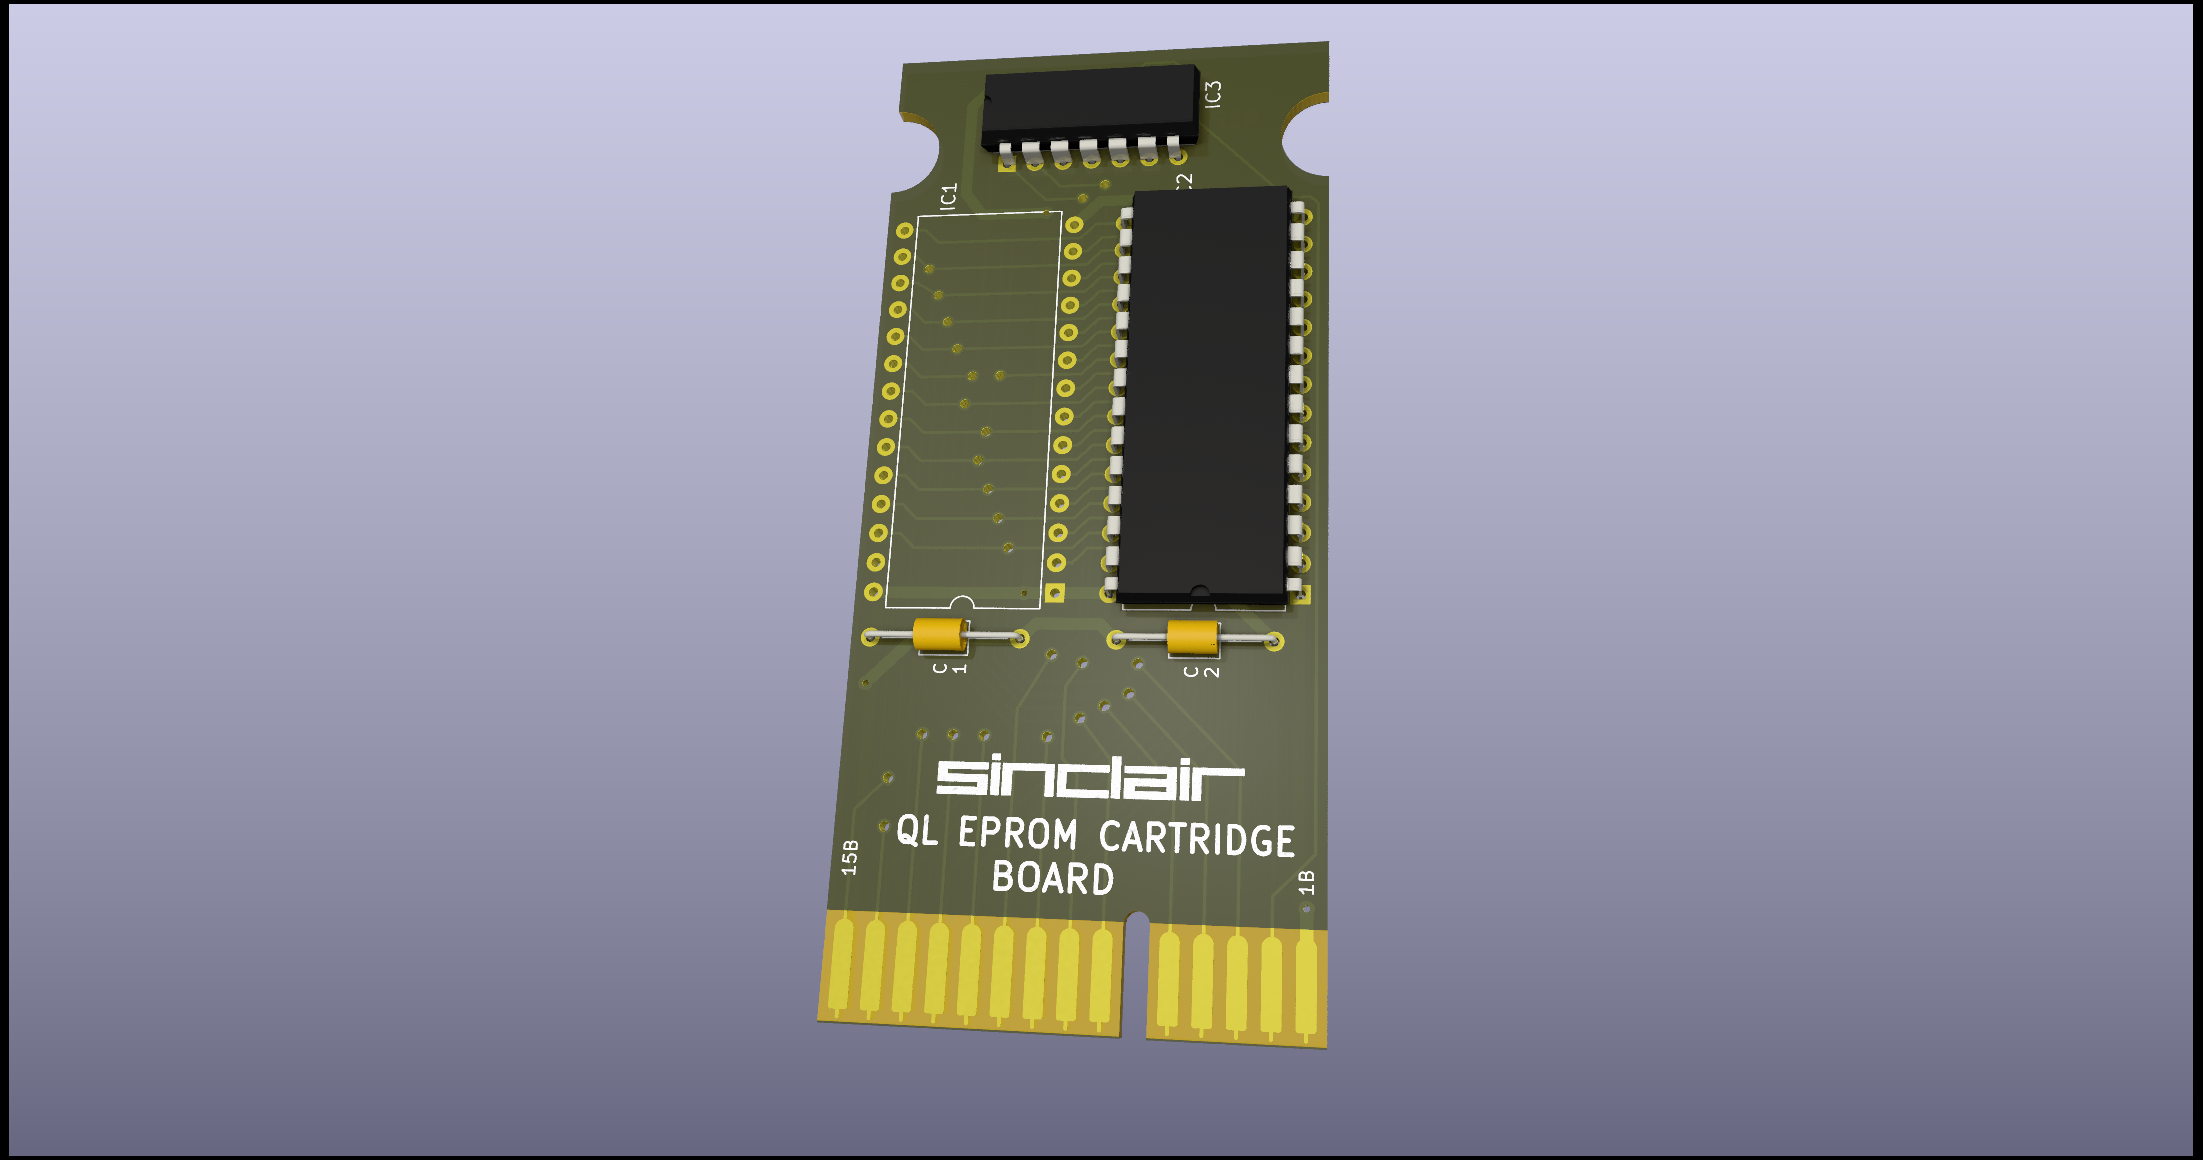 IC3
IC1
C2
C1
C2
sinclair
QL EPROM CARTRIDGE
BOARD
15B
1B